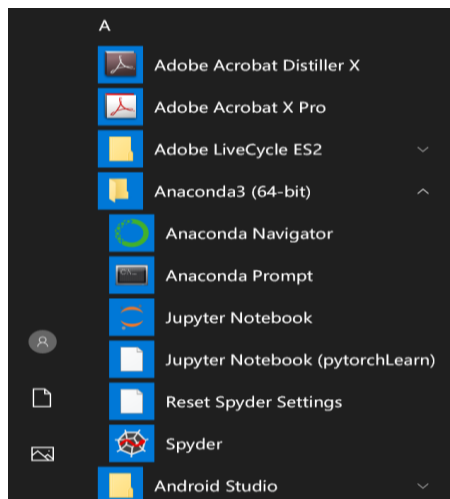 A
Adobe Acrobat Distiller X
Adobe Acrobat X Pro
Adobe LiveCycle ES2
Anaconda3 (64-bit)
Anaconda Navigator
Anaconda Prompt
Jupyter Notebook
Jupyter Notebook (pytorchLearn)
Reset Spyder Settings
Spyder
Android Studio